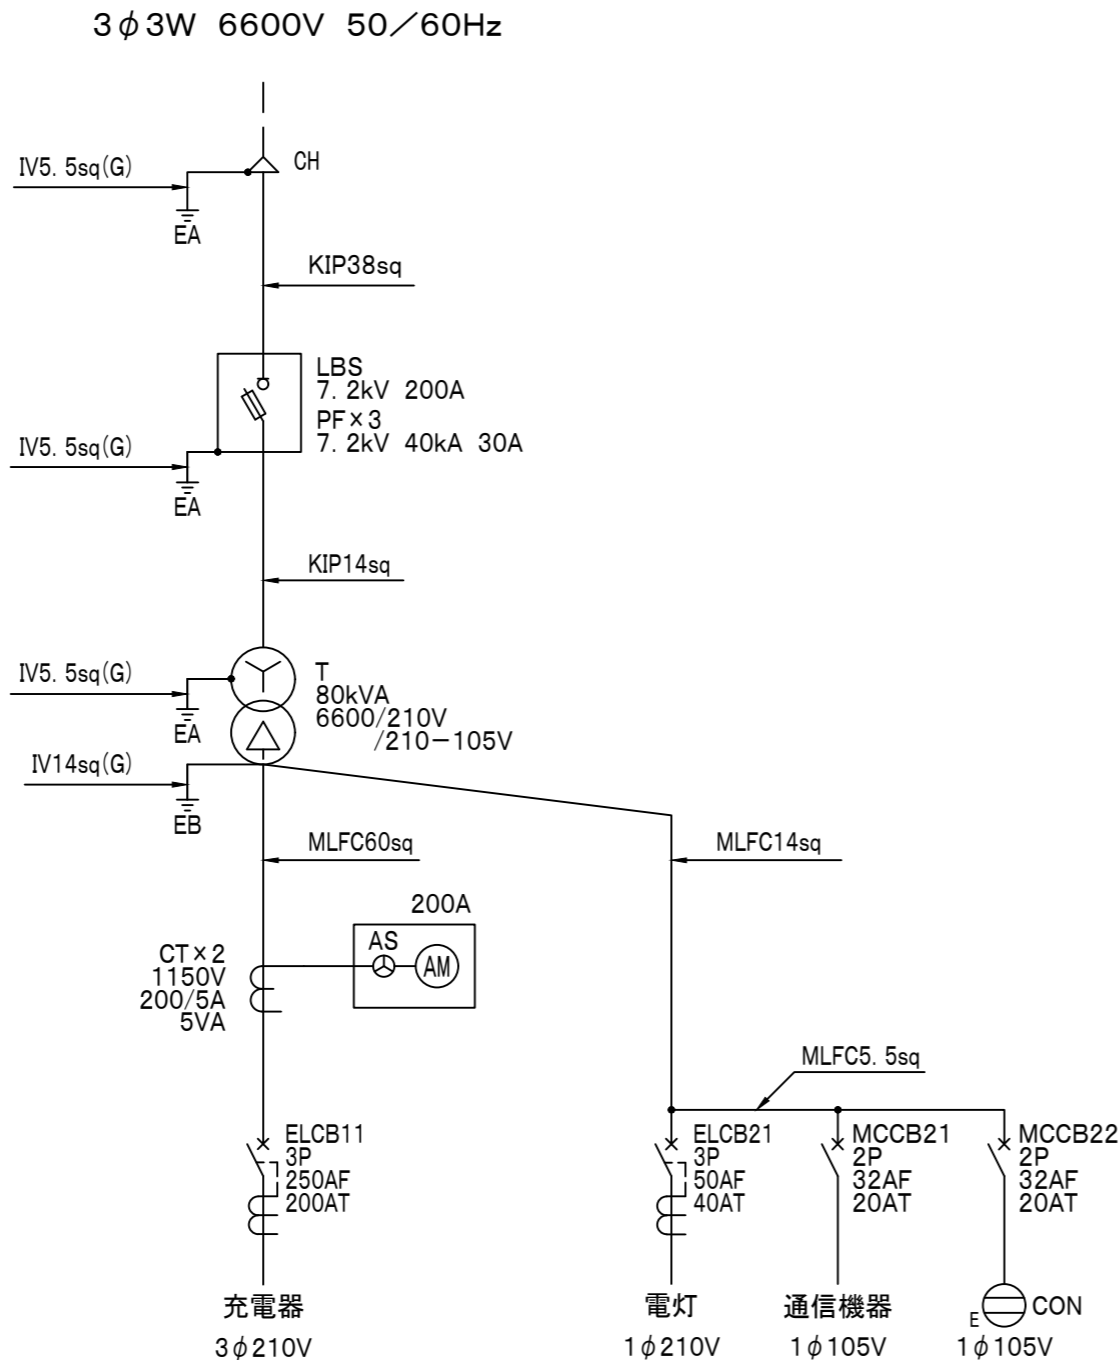 3φ3W 6600V 50／60Hz
IV5.5sq(G)
CH
EA
KIP38sq
LBS
7.2kV 200A
PF×3
7.2kV 40kA 30A
IV5.5sq(G)
EA
KIP14sq
IV5.5sq(G)
T
80kVA
6600/210V
/210−105V
EA
IV14sq(G)
EB
MLFC60sq
MLFC14sq
200A
AS
AM
CT×2
1150V
200/5A
5VA
MLFC5.5sq
ELCB11
3P
250AF
200AT
ELCB21
3P
50AF
40AT
MCCB21
2P
32AF
20AT
MCCB22
2P
32AF
20AT
充電器
3φ210V
電灯
1φ210V
通信機器
1φ105V
E
CON
1φ105V